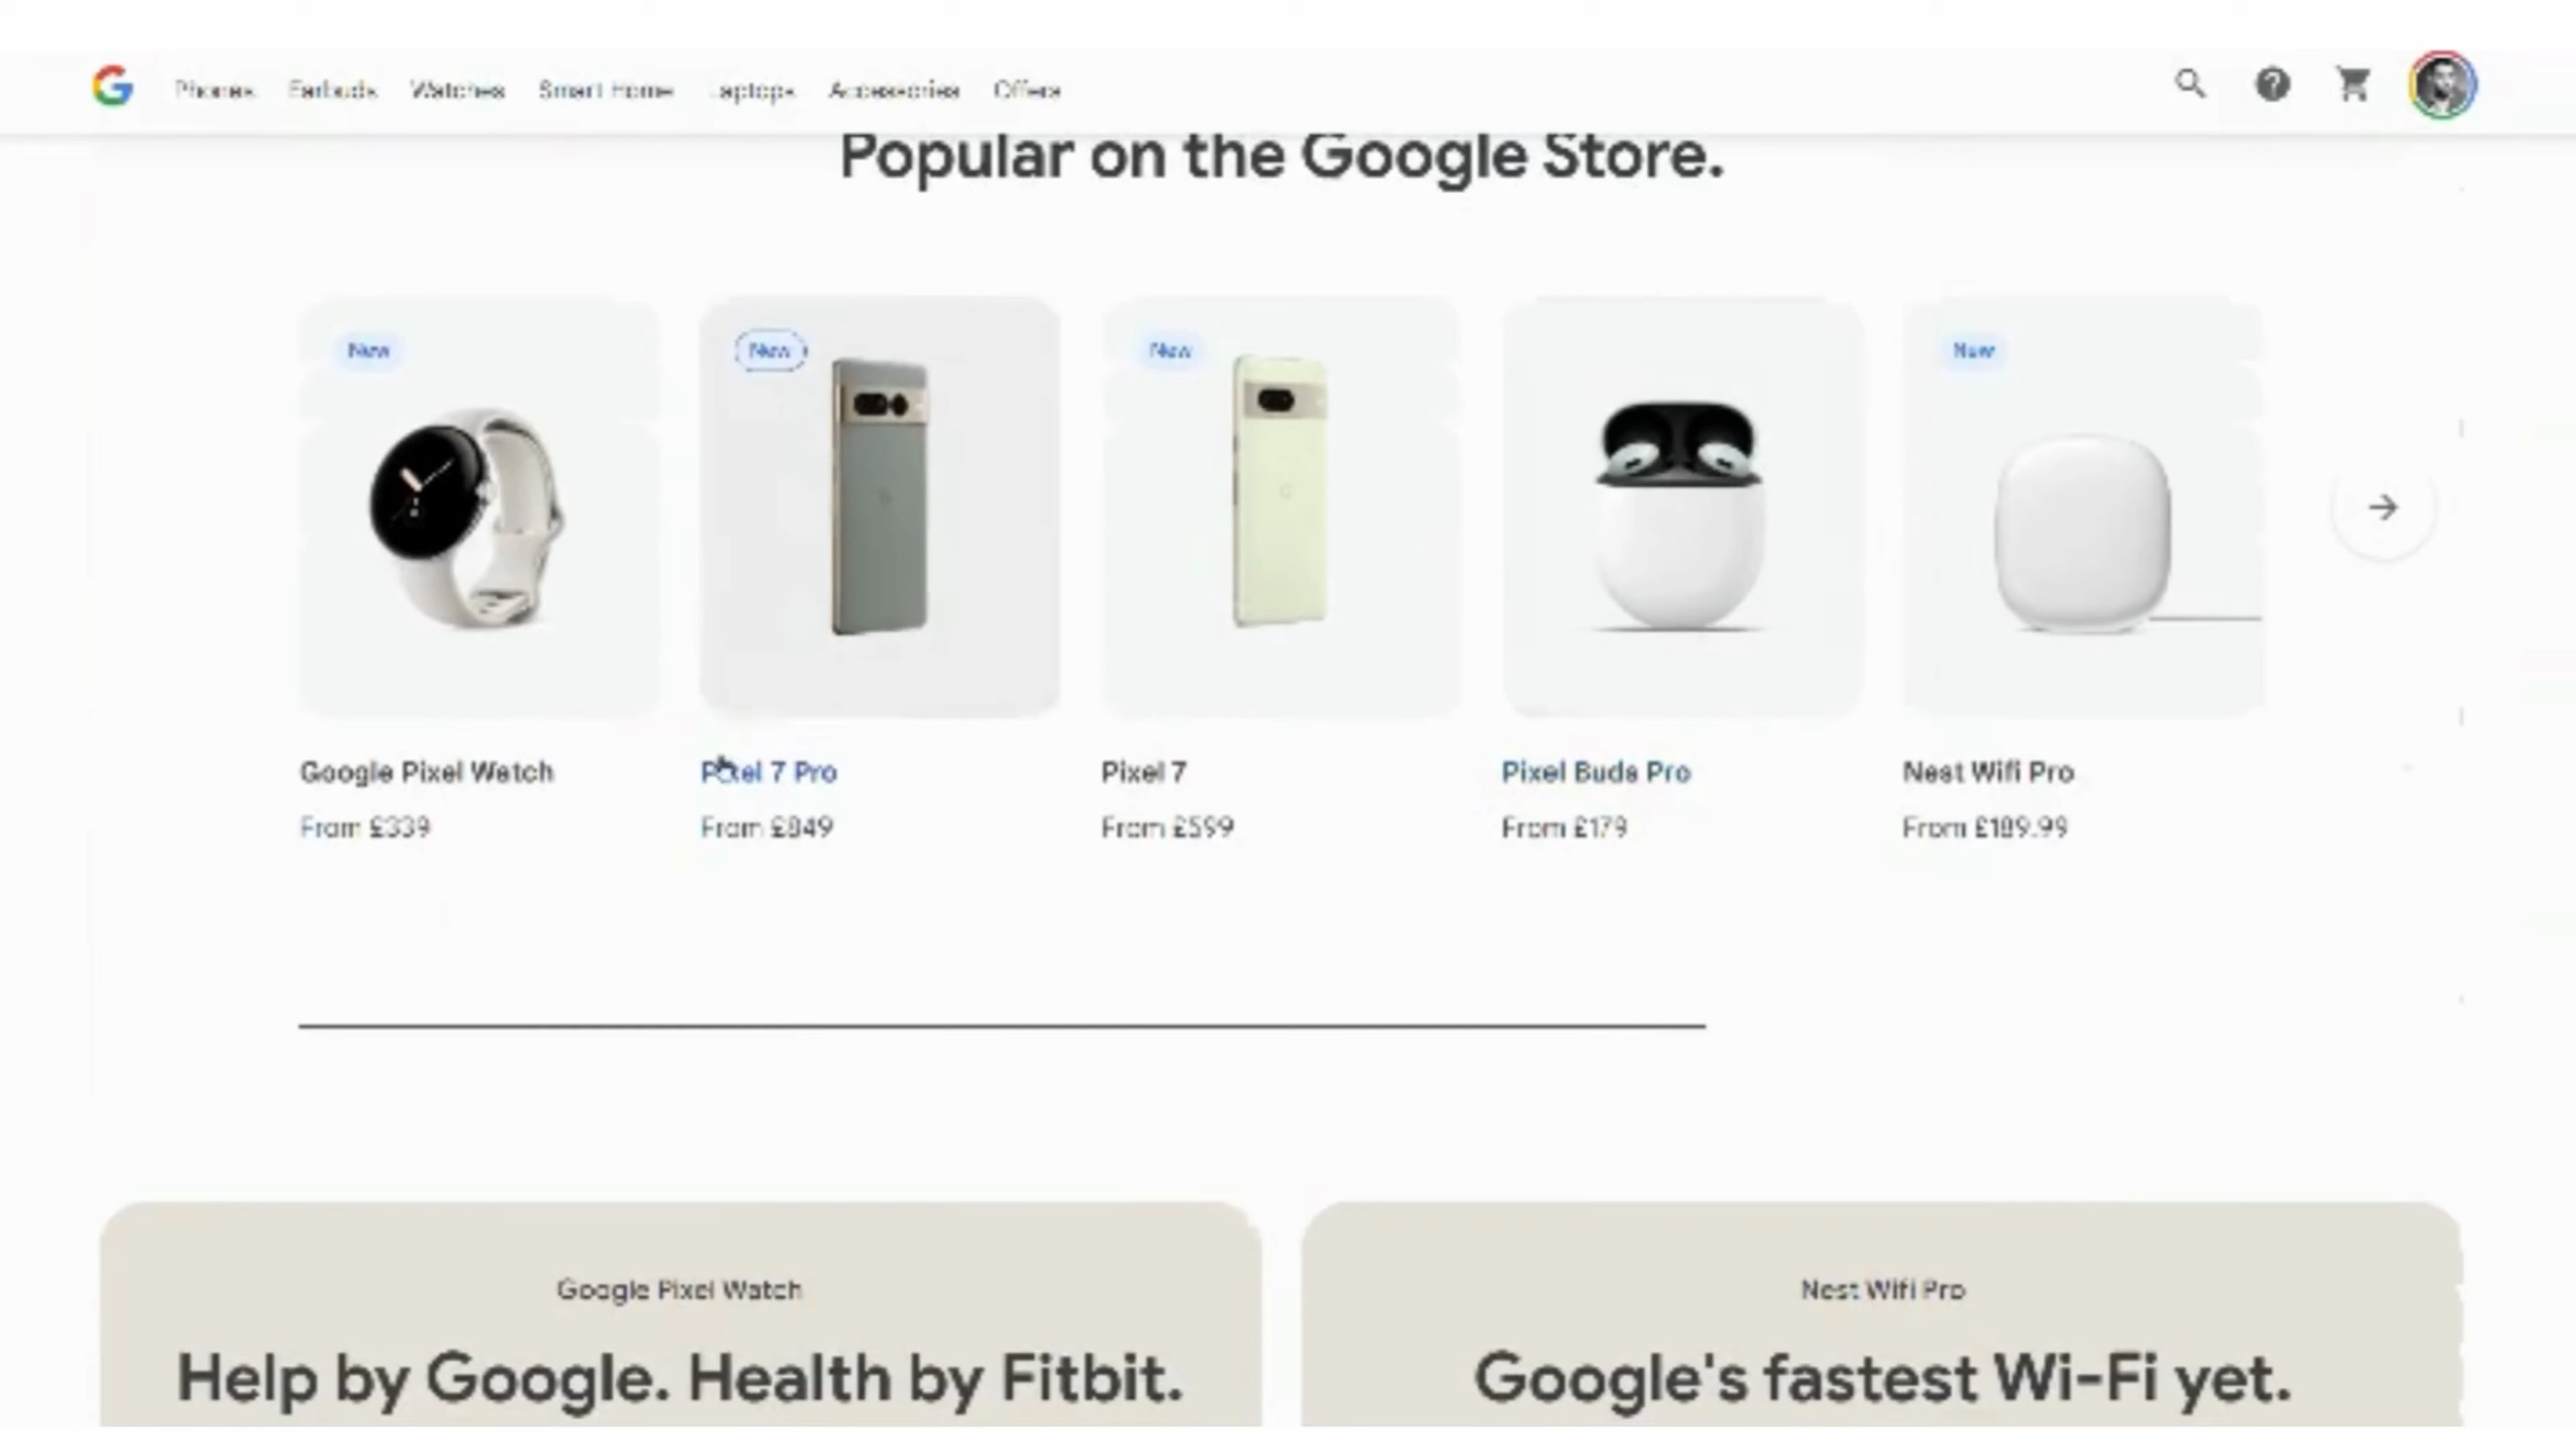 Phones Earbuds Watches Smart Home Laptops Accessories Offers
Popular on the Google Store.
New New New New
Google Pixel Watch Pixel 7 Pro Pixel 7 Pixel Buds Pro Nest Wifi Pro
From £339 From £849 From £599 From £179 From £189.99
Google Pixel Watch
Help by Google. Health by Fitbit.
Nest Wifi Pro
Google's fastest Wi-Fi yet.